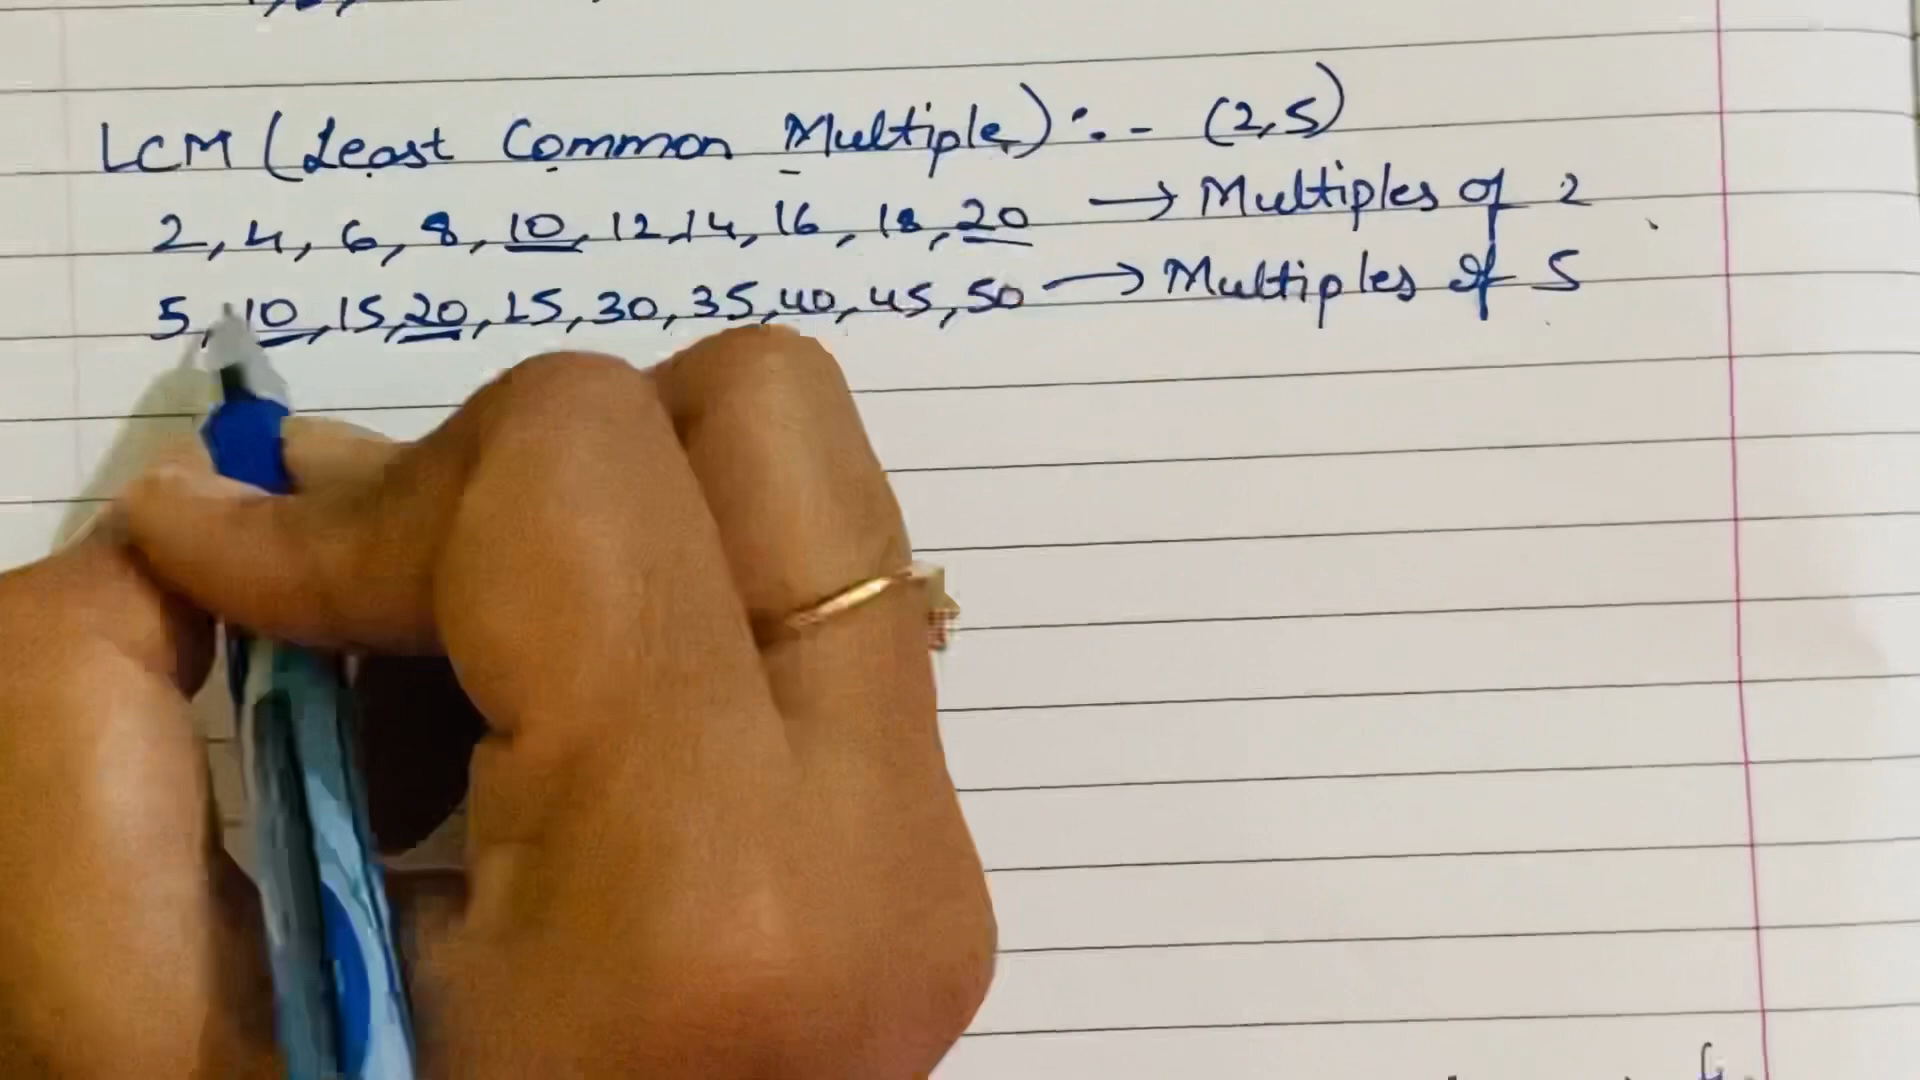 LCM (Least Common Multiple) :- (2,5)
2, 4, 6, 8, 10, 12, 14, 16, 18, 20 → Multiples of 2
5, 10, 15, 20, 25, 30, 35, 40, 45, 50 → Multiples of 5